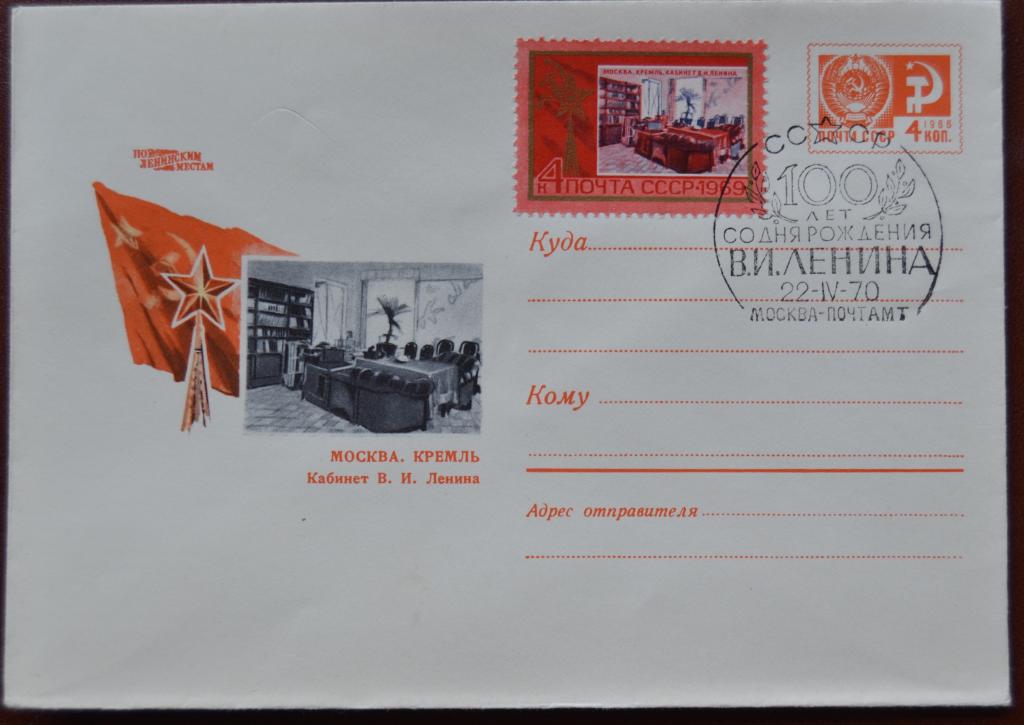 ПО
ЛЕНИНСКИМ
МЕСТАМ
МОСКВА. КРЕМЛЬ
Кабинет В. И. Ленина
МОСКВА. КРЕМЛЬ. КАБИНЕТ В.И. ЛЕНИНА
4 К ПОЧТА СССР·1969
1966
ПОЧТА СССР 4 КОП.
СССР
100
ЛЕТ
СО ДНЯ РОЖДЕНИЯ
В.И.ЛЕНИНА
22-IV-70
МОСКВА-ПОЧТАМТ
Куда
Кому
Адрес отправителя